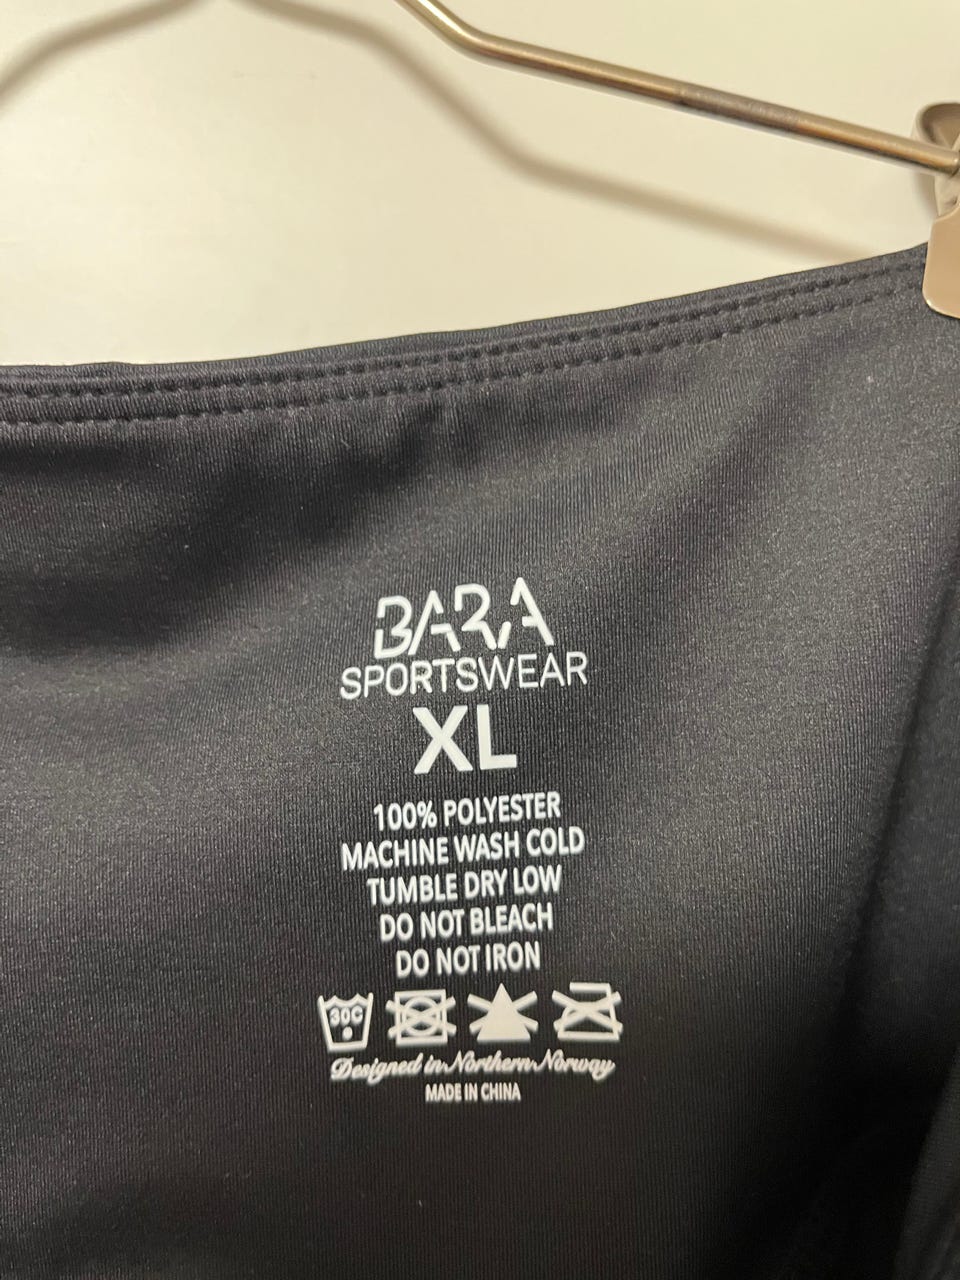 BARA
SPORTSWEAR
XL
100% POLYESTER
MACHINE WASH COLD
TUMBLE DRY LOW
DO NOT BLEACH
DO NOT IRON
30C
Designed in Northern Norway
MADE IN CHINA